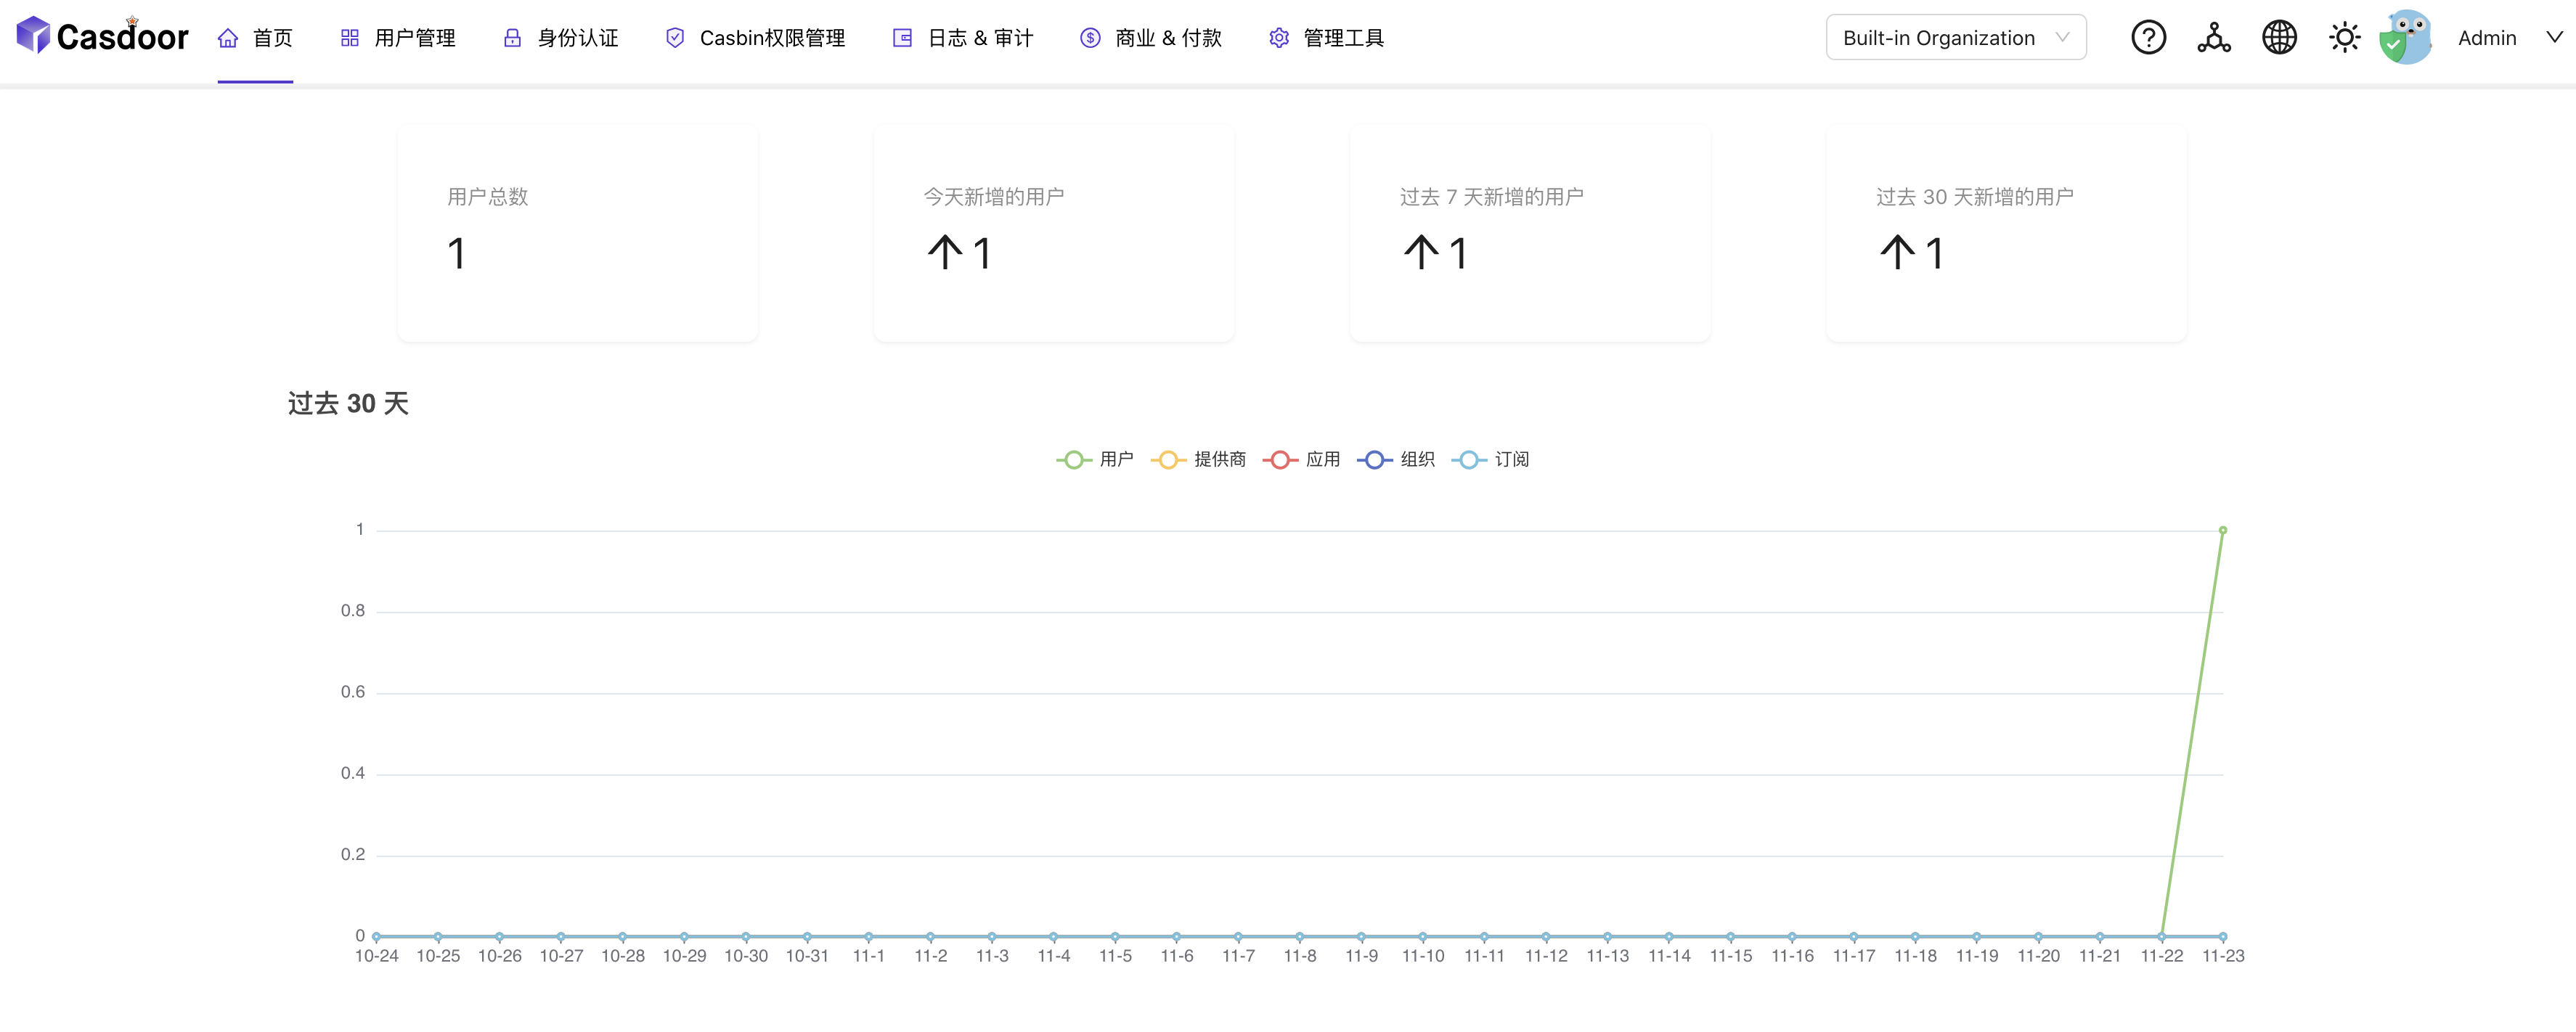 Casdoor 首页 用户管理 身份认证 Casbin权限管理 日志 & 审计 商业 & 付款 管理工具 Built-in Organization Admin
用户总数 今天新增的用户 过去 7 天新增的用户 过去 30 天新增的用户
1 ↑1 ↑1 ↑1
过去 30 天
用户 提供商 应用 组织 订阅
1
0.8
0.6
0.4
0.2
0
10-24 10-25 10-26 10-27 10-28 10-29 10-30 10-31 11-1 11-2 11-3 11-4 11-5 11-6 11-7 11-8 11-9 11-10 11-11 11-12 11-13 11-14 11-15 11-16 11-17 11-18 11-19 11-20 11-21 11-22 11-23